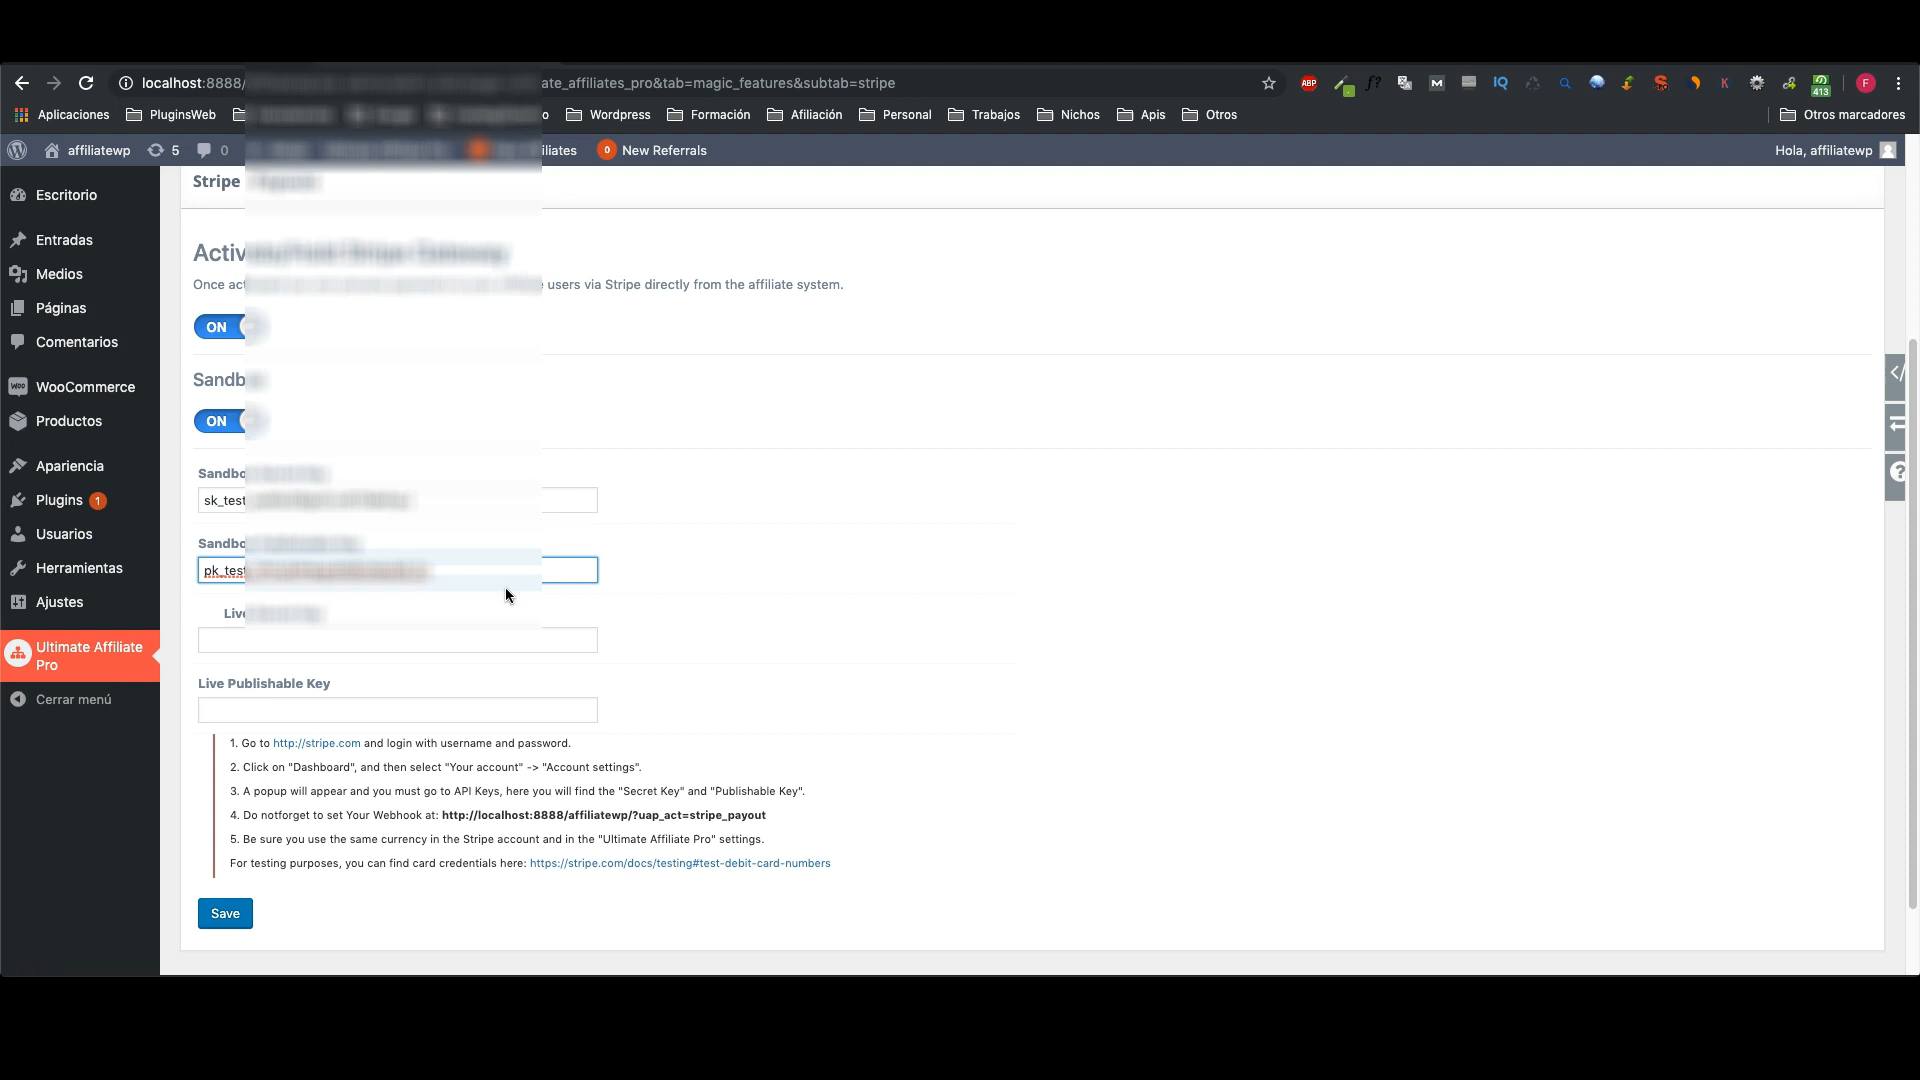 localhost:8888/ ate_affiliates_pro&tab=magic_features&subtab=stripe
ABP
f?
M
IQ
K
413
F
Aplicaciones
PluginsWeb
o
Wordpress
Formación
Afiliación
Personal
Trabajos
Nichos
Apis
Otros
Otros marcadores
affiliatewp
5
0
iliates
0
New Referrals
Hola, affiliatewp
Escritorio
Entradas
Medios
Páginas
Comentarios
WooCommerce
Productos
Apariencia
Plugins 1
Usuarios
Herramientas
Ajustes
Ultimate Affiliate
Pro
Cerrar menú
Stripe
Activ
Once act users via Stripe directly from the affiliate system.
ON
Sandb
ON
Sandbo
sk_test
Sandbo
pk_test
Live
Live Publishable Key
1. Go to http://stripe.com and login with username and password.
2. Click on "Dashboard", and then select "Your account" -> "Account settings".
3. A popup will appear and you must go to API Keys, here you will find the "Secret Key" and "Publishable Key".
4. Do notforget to set Your Webhook at: http://localhost:8888/affiliatewp/?uap_act=stripe_payout
5. Be sure you use the same currency in the Stripe account and in the "Ultimate Affiliate Pro" settings.
For testing purposes, you can find card credentials here: https://stripe.com/docs/testing#test-debit-card-numbers
Save